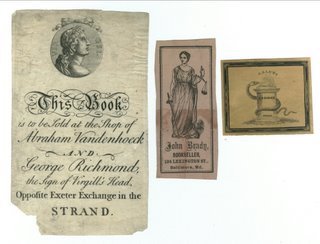 This Book
is to be Sold at the Shop of
Abraham Vandenhoeck
AND
George Richmond,
the Sign of Virgill's Head,
Opposite Exeter Exchange in the
STRAND.
John Brady,
BOOKSELLER,
Baltimore, Md.